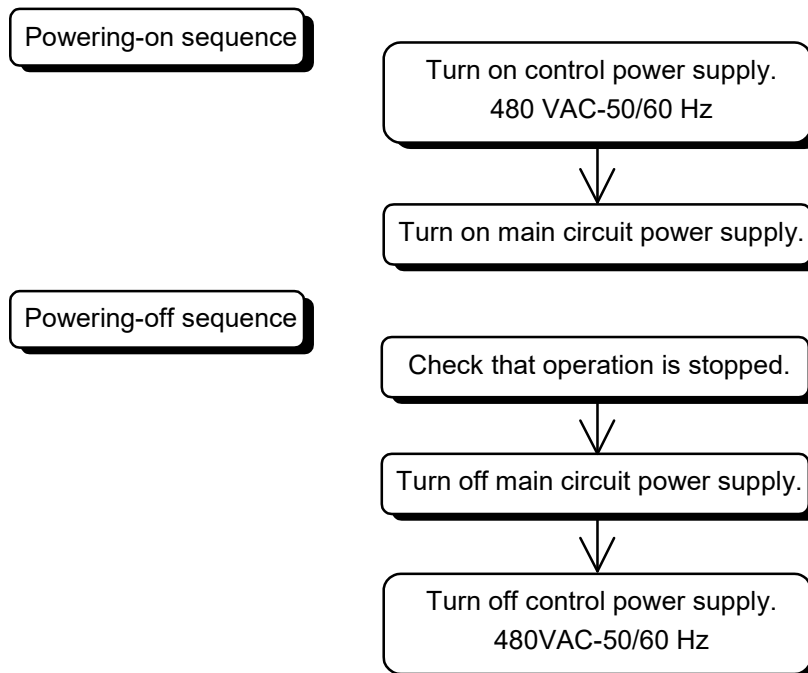 Powering-on sequence
Turn on control power supply.
480 VAC-50/60 Hz
Turn on main circuit power supply.
Powering-off sequence
Check that operation is stopped.
Turn off main circuit power supply.
Turn off control power supply.
480VAC-50/60 Hz